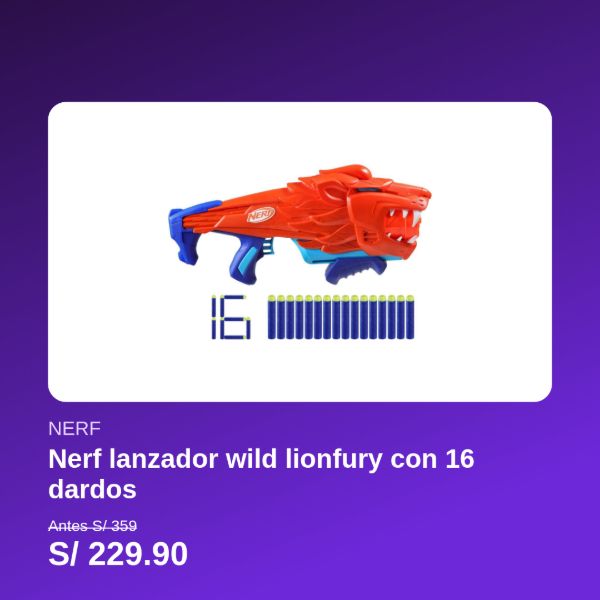 NERF
16
NERF
Nerf lanzador wild lionfury con 16
dardos
Antes S/ 359
S/ 229.90